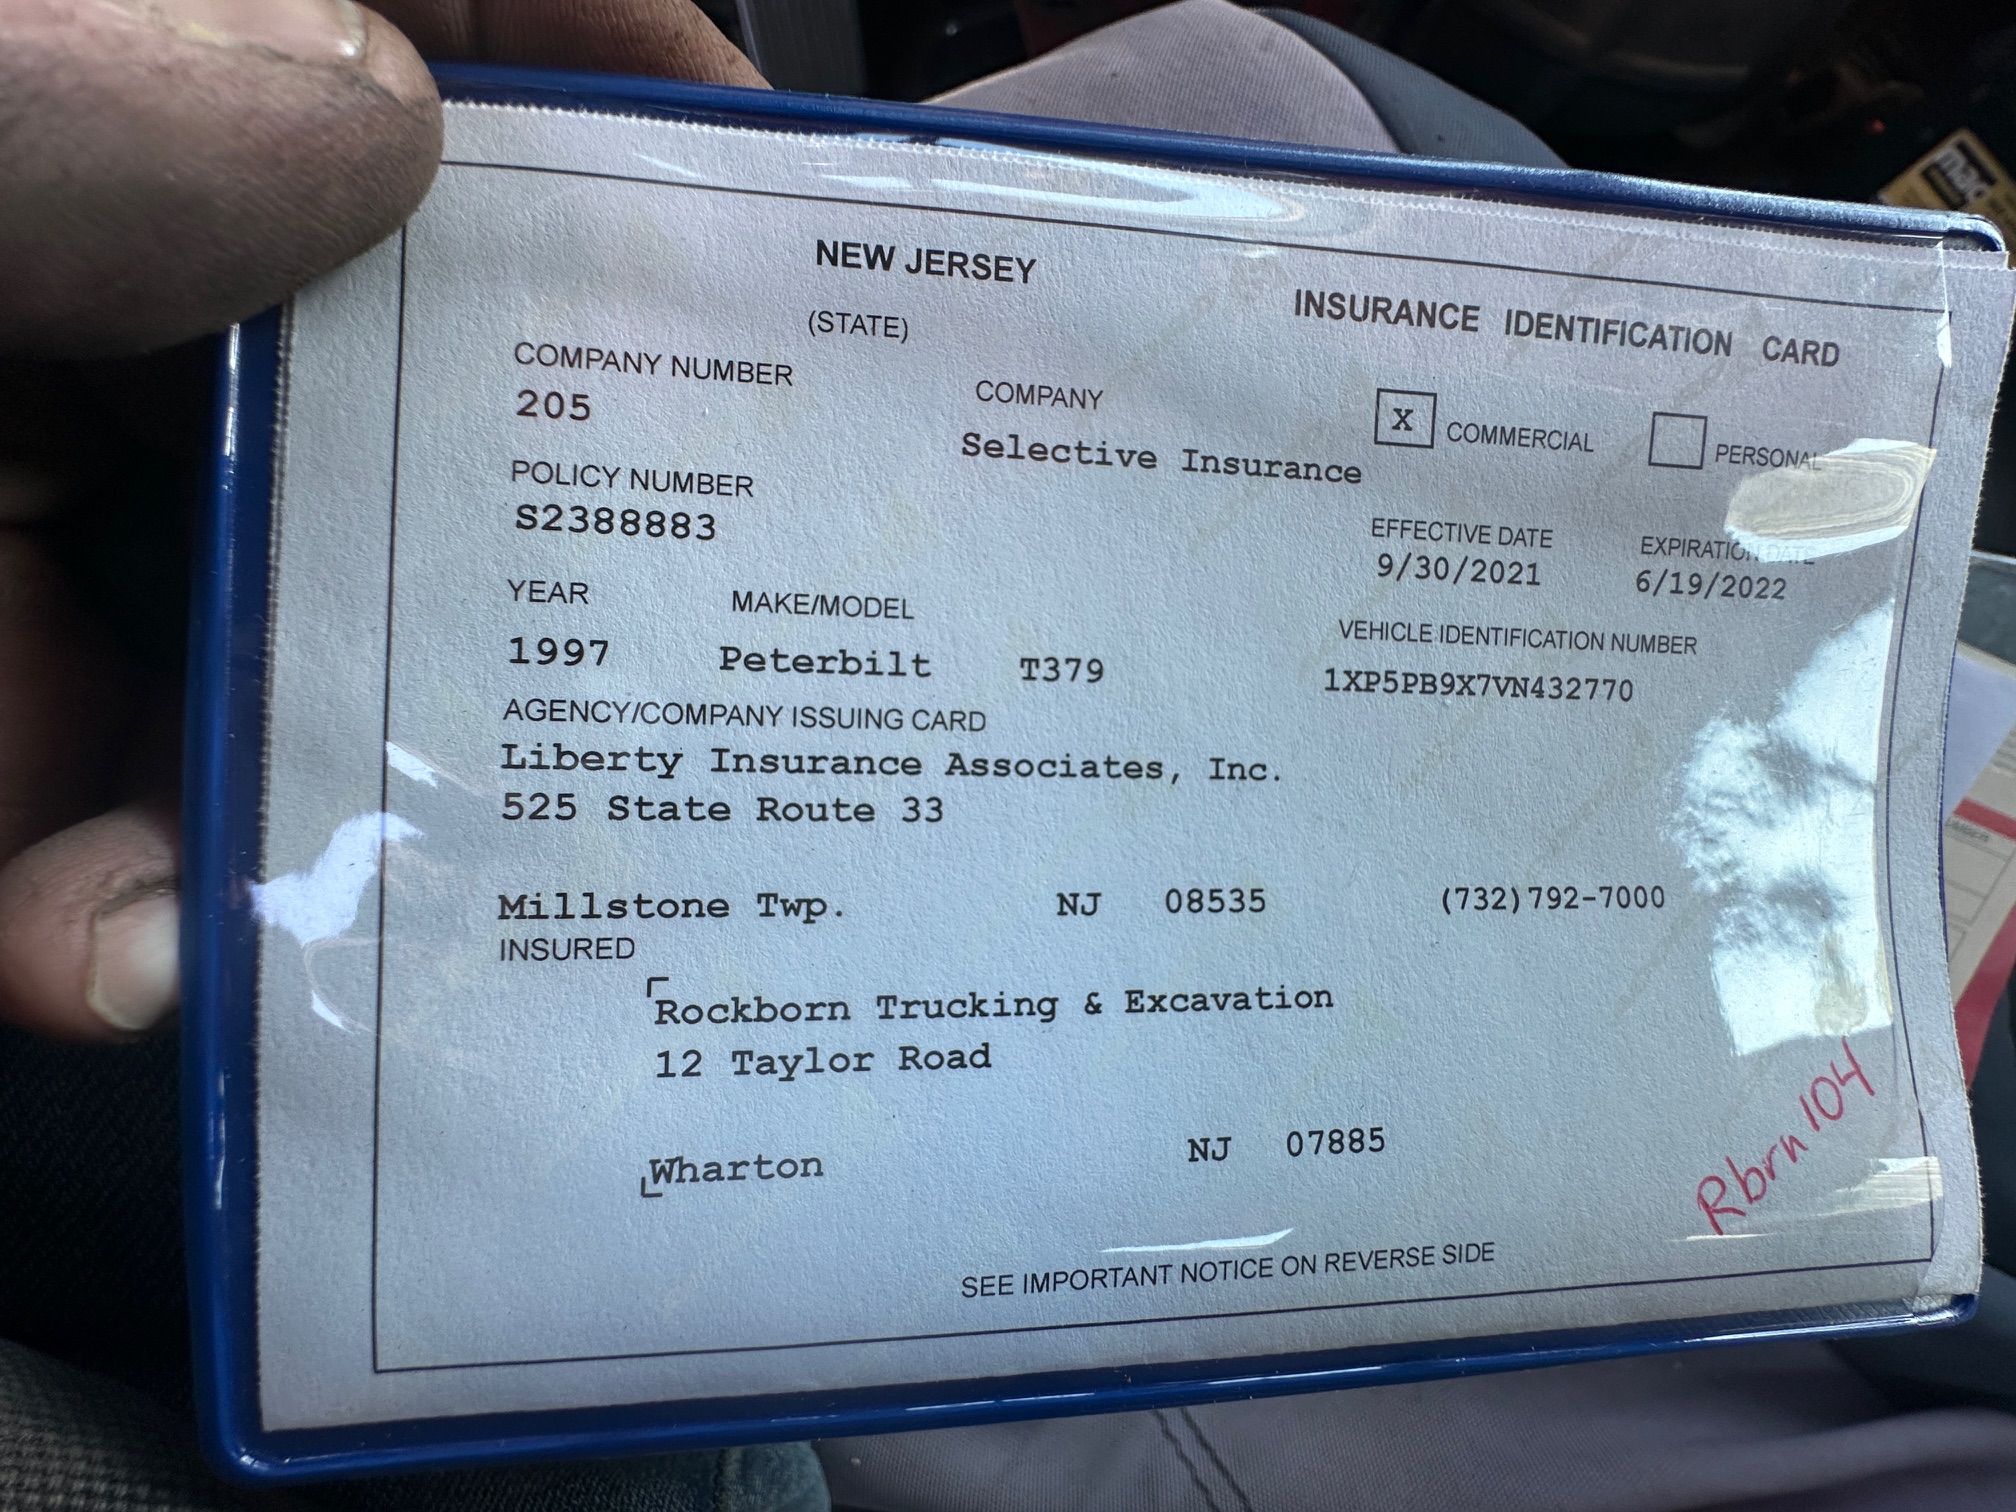 NEW JERSEY
(STATE)
INSURANCE IDENTIFICATION CARD
COMPANY NUMBER
205
COMPANY
Selective Insurance
X COMMERCIAL
PERSONAL
POLICY NUMBER
S2388883
EFFECTIVE DATE
9/30/2021
EXPIRATION DATE
6/19/2022
YEAR
1997
MAKE/MODEL
Peterbilt T379
VEHICLE IDENTIFICATION NUMBER
1XP5PB9X7VN432770
AGENCY/COMPANY ISSUING CARD
Liberty Insurance Associates, Inc.
525 State Route 33
Millstone Twp. NJ 08535 (732)792-7000
INSURED
Rockborn Trucking & Excavation
12 Taylor Road
Wharton NJ 07885
Rbrn 104
SEE IMPORTANT NOTICE ON REVERSE SIDE
mac